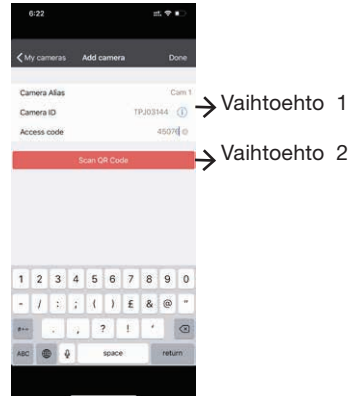 6:22
My cameras Add camera Done
Camera Alias Cam 1
Camera ID TPJ03144
Access code 45076
Scan QR Code
Vaihtoehto 1
Vaihtoehto 2
1 2 3 4 5 6 7 8 9 0
- / : ; ( ) £ & @ "
#+= . , ? ! '
ABC space return